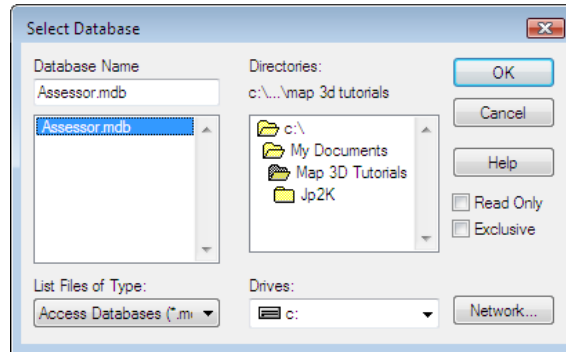 Select Database
Database Name
Assessor.mdb
Assessor.mdb
Directories:
c:\...\map 3d tutorials
c:\
My Documents
Map 3D Tutorials
Jp2K
OK
Cancel
Help
Read Only
Exclusive
List Files of Type:
Access Databases (*.m
Drives:
c:
Network...